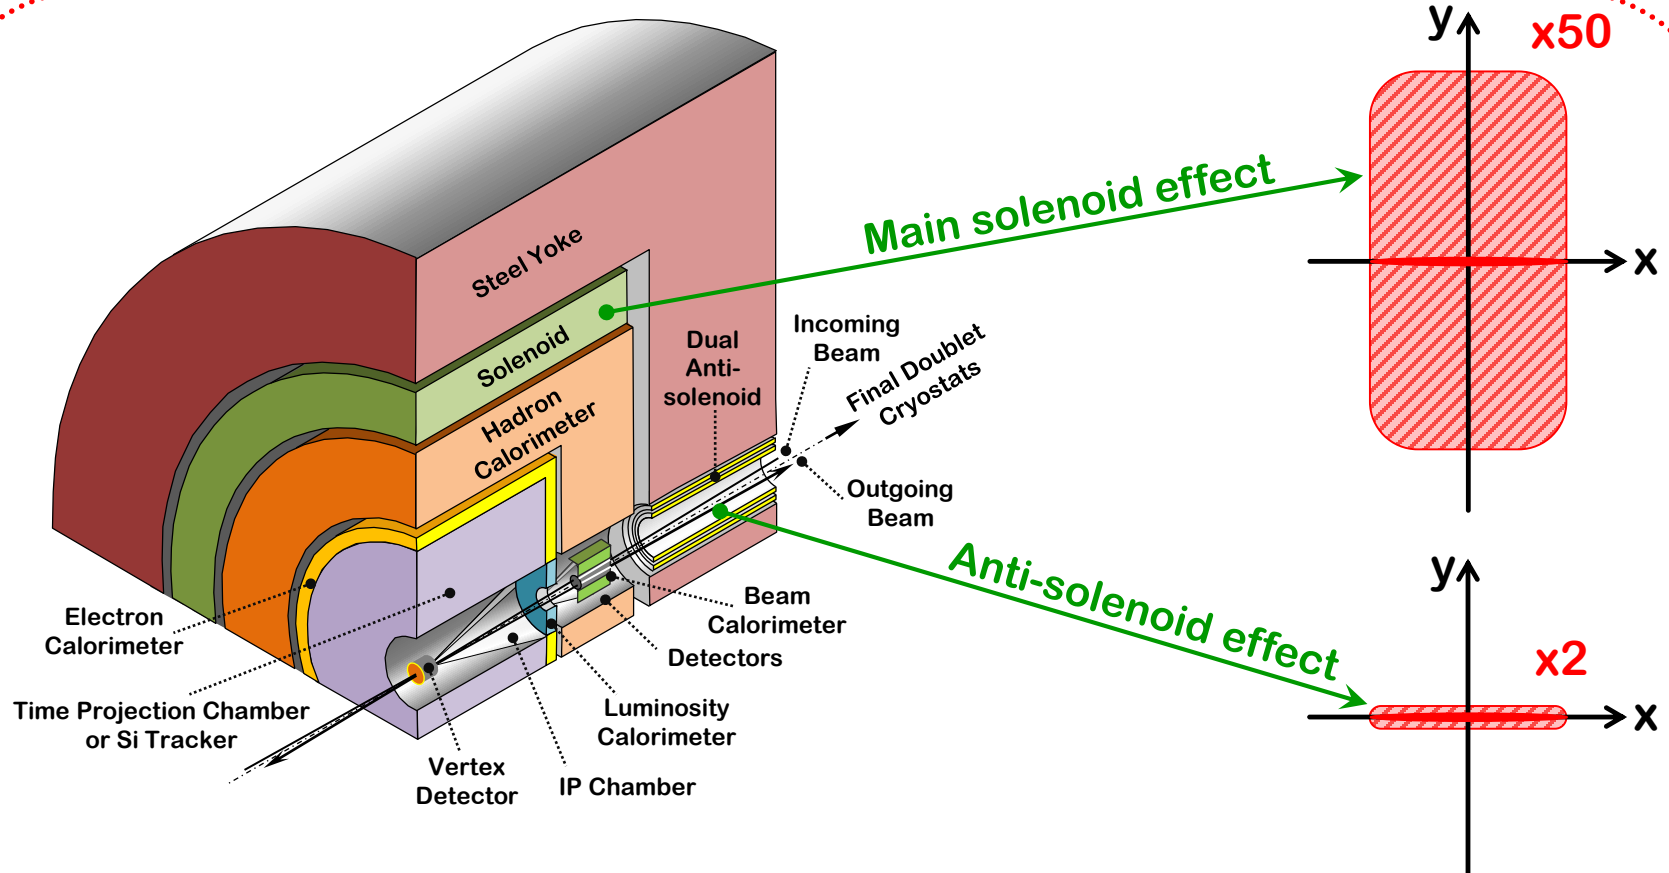 y
x50
Main solenoid effect
x
Steel Yoke
Solenoid
Hadron
Calorimeter
Dual
Anti-
solenoid
Incoming
Beam
Final Doublet
Cryostats
Outgoing
Beam
Anti-solenoid effect
y
x2
x
Electron
Calorimeter
Beam
Calorimeter
Detectors
Time Projection Chamber
or Si Tracker
Luminosity
Calorimeter
Vertex
Detector
IP Chamber